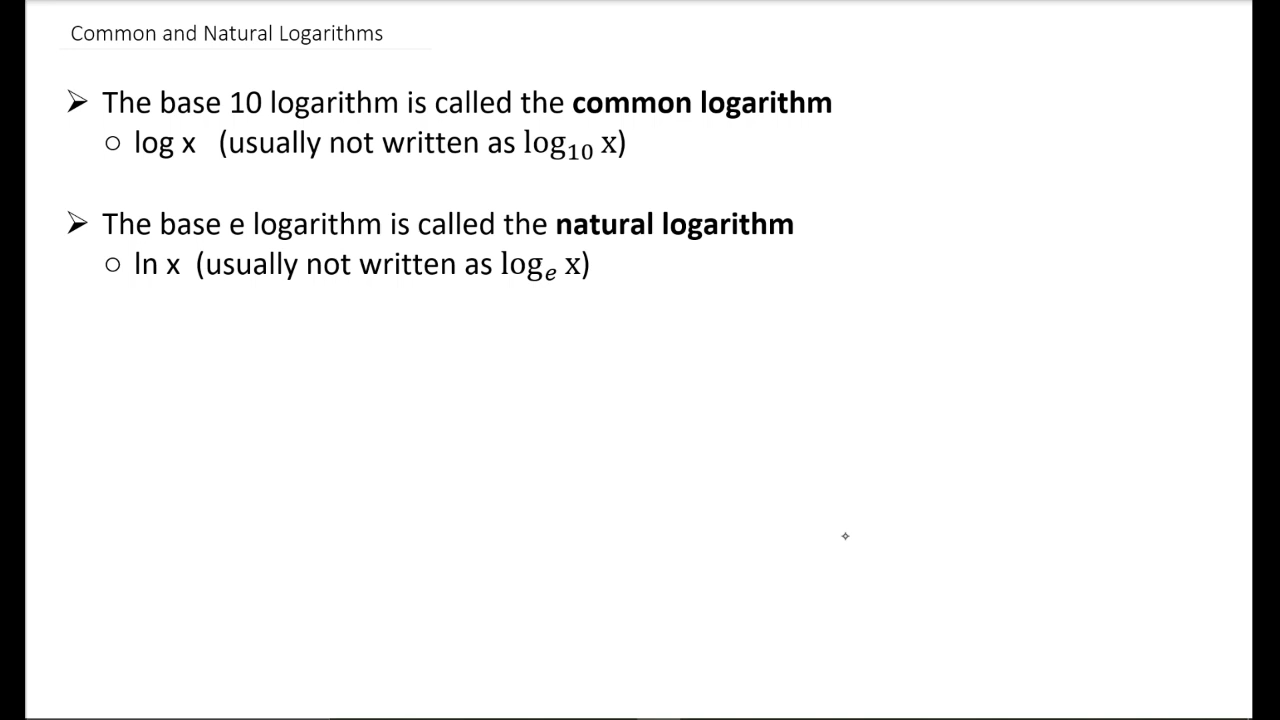 Common and Natural Logarithms
➢ The base 10 logarithm is called the common logarithm
○ log x (usually not written as log₁₀ x)
➢ The base e logarithm is called the natural logarithm
○ ln x (usually not written as logₑ x)